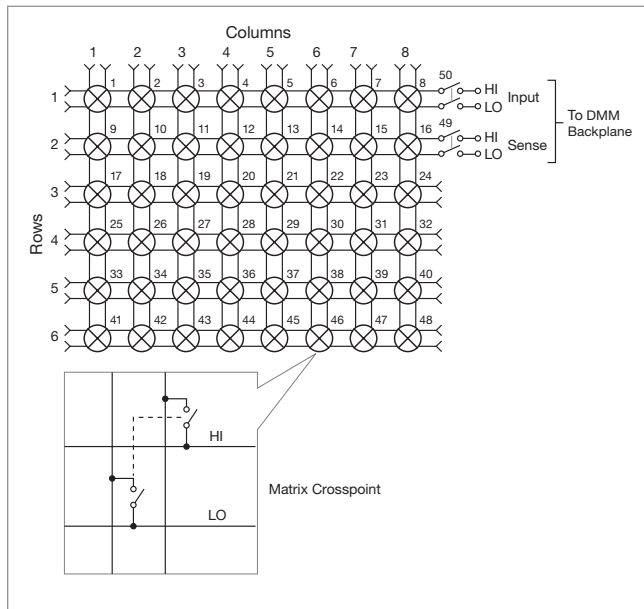 Columns
1 2 3 4 5 6 7 8
1 1 2 3 4 5 6 7 8 50 HI Input
LO
To DMM
Backplane
2 9 10 11 12 13 14 15 16 49 HI Sense
LO
3 17 18 19 20 21 22 23 24
Rows
4 25 26 27 28 29 30 31 32
5 33 34 35 36 37 38 39 40
6 41 42 43 44 45 46 47 48
HI
LO
Matrix Crosspoint